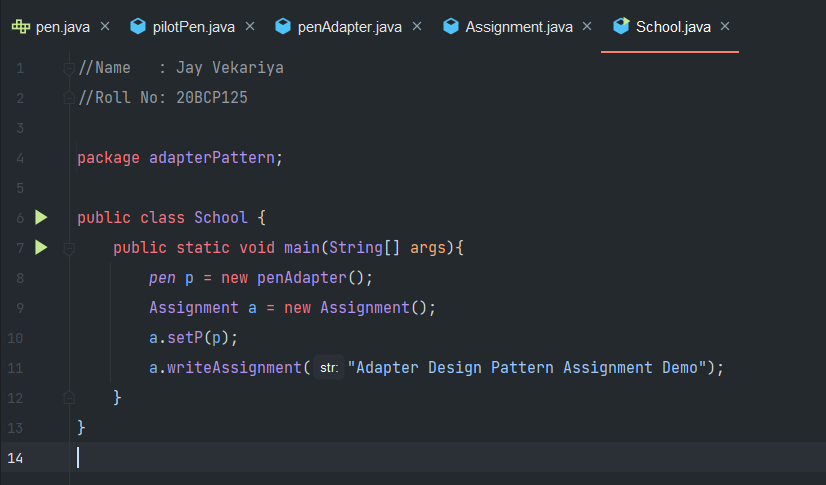 pen.java × pilotPen.java × penAdapter.java × Assignment.java × School.java ×
1 //Name   : Jay Vekariya
2 //Roll No: 20BCP125
3
4 package adapterPattern;
5
6 public class School {
7     public static void main(String[] args){
8         pen p = new penAdapter();
9         Assignment a = new Assignment();
10         a.setP(p);
11         a.writeAssignment( str: "Adapter Design Pattern Assignment Demo");
12     }
13 }
14